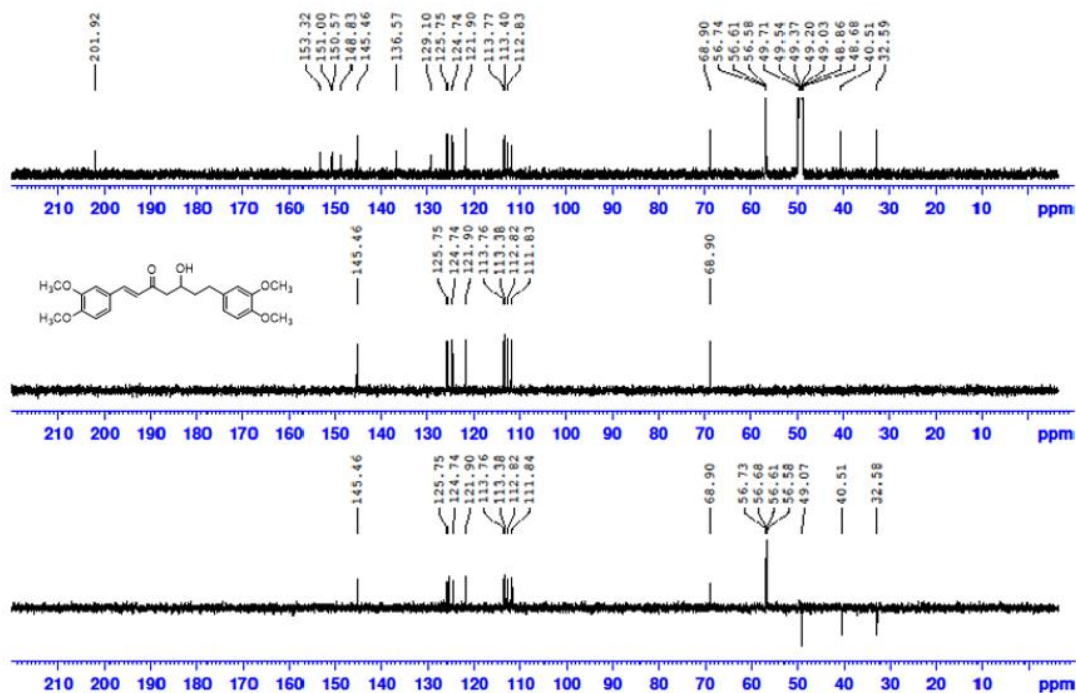 201.92 153.32 151.00 150.57 148.83 145.46 136.57 129.10 125.75 124.74 121.90 113.77 113.40 112.83 68.90 56.74 56.61 56.58 49.71 49.54 49.37 49.20 49.03 48.86 48.68 40.51 32.59
210 200 190 180 170 160 150 140 130 120 110 100 90 80 70 60 50 40 30 20 10 ppm
145.46 125.75 124.74 121.90 113.76 113.38 112.82 111.83 68.90
O OH
H₃CO OCH₃
H₃CO OCH₃
210 200 190 180 170 160 150 140 130 120 110 100 90 80 70 60 50 40 30 20 10 ppm
145.46 125.75 124.74 121.90 113.76 113.38 112.82 111.84 68.90 56.73 56.68 56.61 56.58 49.07 40.51 32.58
210 200 190 180 170 160 150 140 130 120 110 100 90 80 70 60 50 40 30 20 10 ppm